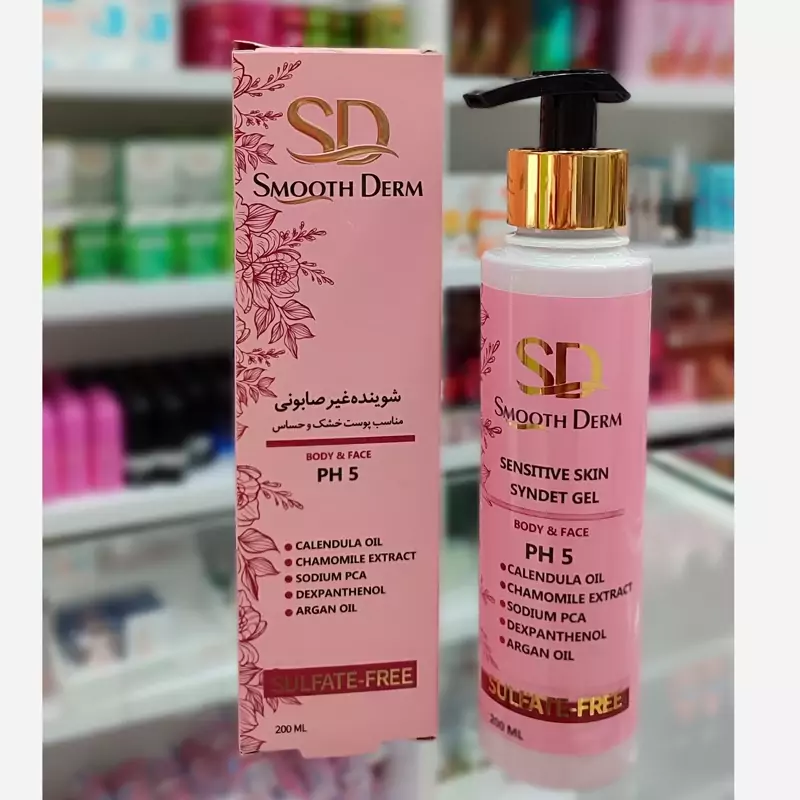 SD
SMOOTH DERM
شوینده غیر صابونی
مناسب پوست خشک و حساس
BODY & FACE
PH 5
CALENDULA OIL
CHAMOMILE EXTRACT
SODIUM PCA
DEXPANTHENOL
ARGAN OIL
SULFATE-FREE
200 ML
SD
SMOOTH DERM
SENSITIVE SKIN
SYNDET GEL
BODY & FACE
PH 5
CALENDULA OIL
CHAMOMILE EXTRACT
SODIUM PCA
DEXPANTHENOL
ARGAN OIL
SULFATE-FREE
200 ML